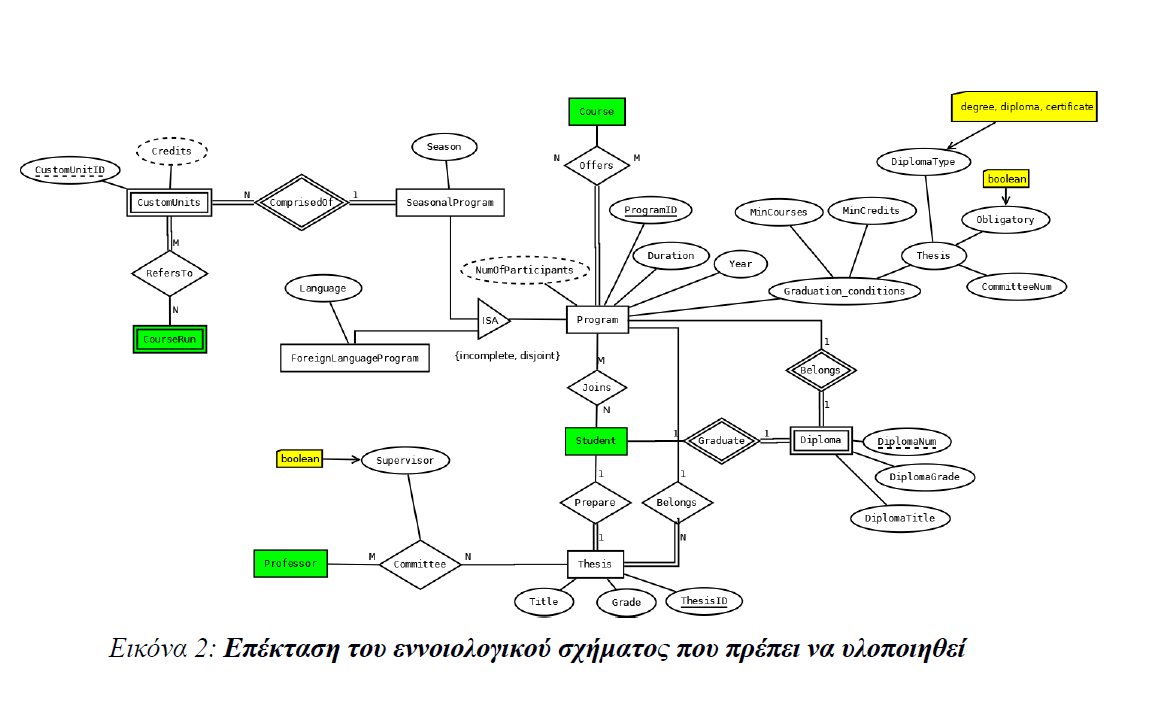 degree, diploma, certificate
Course
Credits
Season
DiplomaType
boolean
CustomUnitID
N
Offers
M
CustomUnits
N
ComprisedOf
1
SeasonalProgram
ProgramID
MinCourses
MinCredits
Obligatory
M
Duration
Thesis
RefersTo
NumOfParticipants
Year
CommitteeNum
Language
Graduation_conditions
N
ISA
Program
CourseRun
1
ForeignLanguageProgram
{incomplete, disjoint}
M
Belongs
Joins
1
N
Student
1
Graduate
1
Diploma
DiplomaNum
boolean
Supervisor
1
1
DiplomaGrade
Prepare
Belongs
DiplomaTitle
1
1
N
Professor
M
Committee
N
Thesis
Title
Grade
ThesisID
Εικόνα 2: Επέκταση του εννοιολογικού σχήματος που πρέπει να υλοποιηθεί